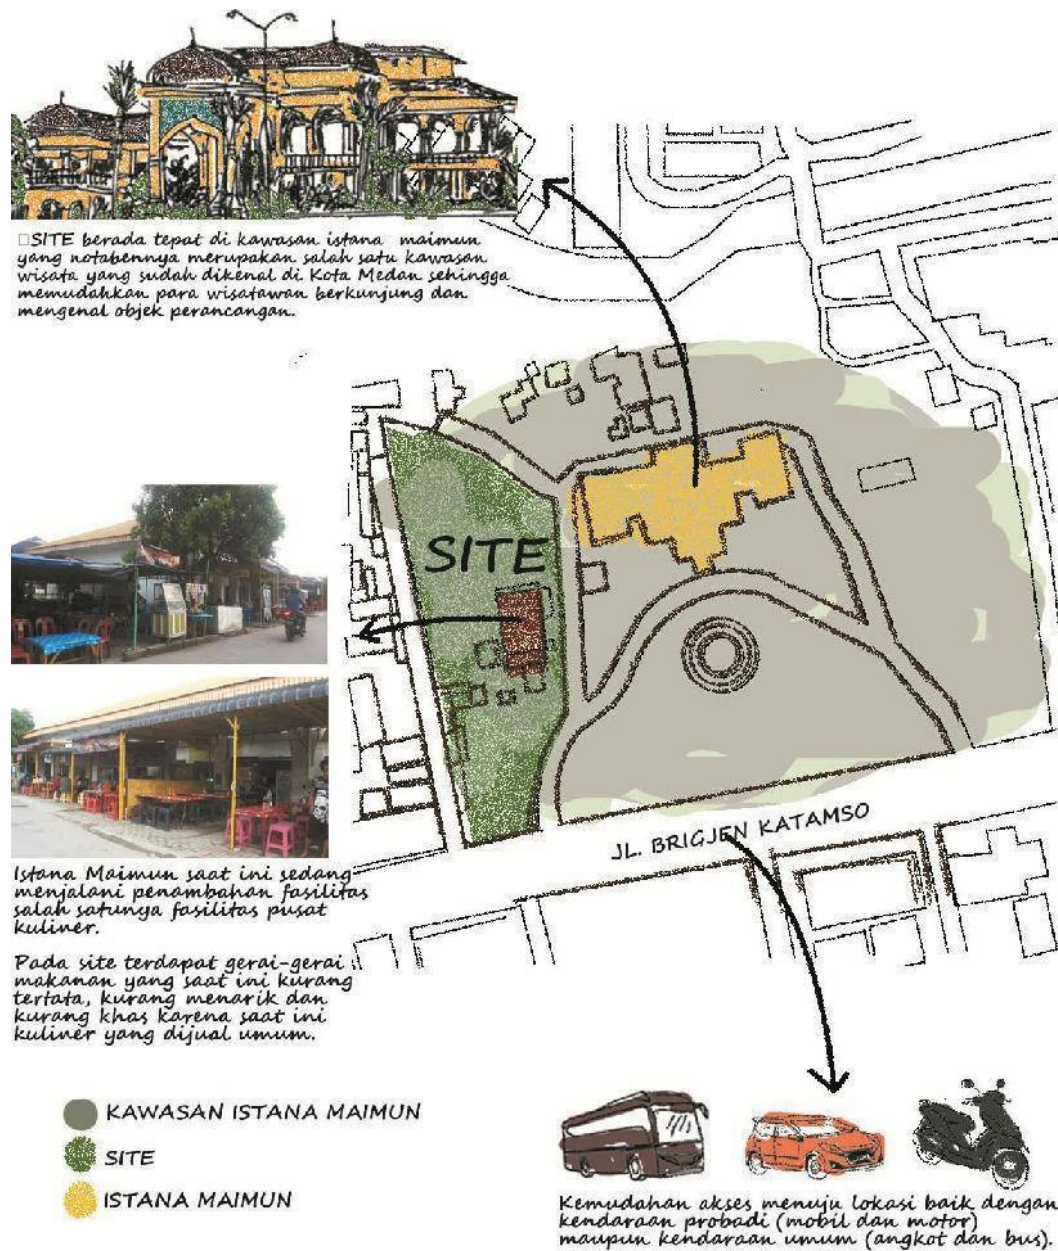 □SITE berada tepat di kawasan istana maimun
yang notabennya merupakan salah satu kawasan
wisata yang sudah dikenal di Kota Medan sehingga
memudahkan para wisatawan berkunjung dan
mengenal objek perancangan.
SITE
JL. BRIGJEN KATAMSO
Istana Maimun saat ini sedang
menjalani penambahan fasilitas
salah satunya fasilitas pusat
kuliner.
Pada site terdapat gerai-gerai
makanan yang saat ini kurang
tertata, kurang menarik dan
kurang khas karena saat ini
kuliner yang dijual umum.
KAWASAN ISTANA MAIMUN
SITE
ISTANA MAIMUN
Kemudahan akses menuju lokasi baik dengan
kendaraan probadi (mobil dan motor)
maupun kendaraan umum (angkot dan bus).